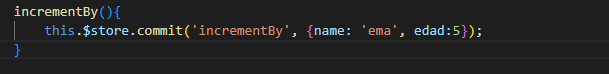 incrementBy(){
    this.$store.commit('incrementBy', {name: 'ema', edad:5});
}